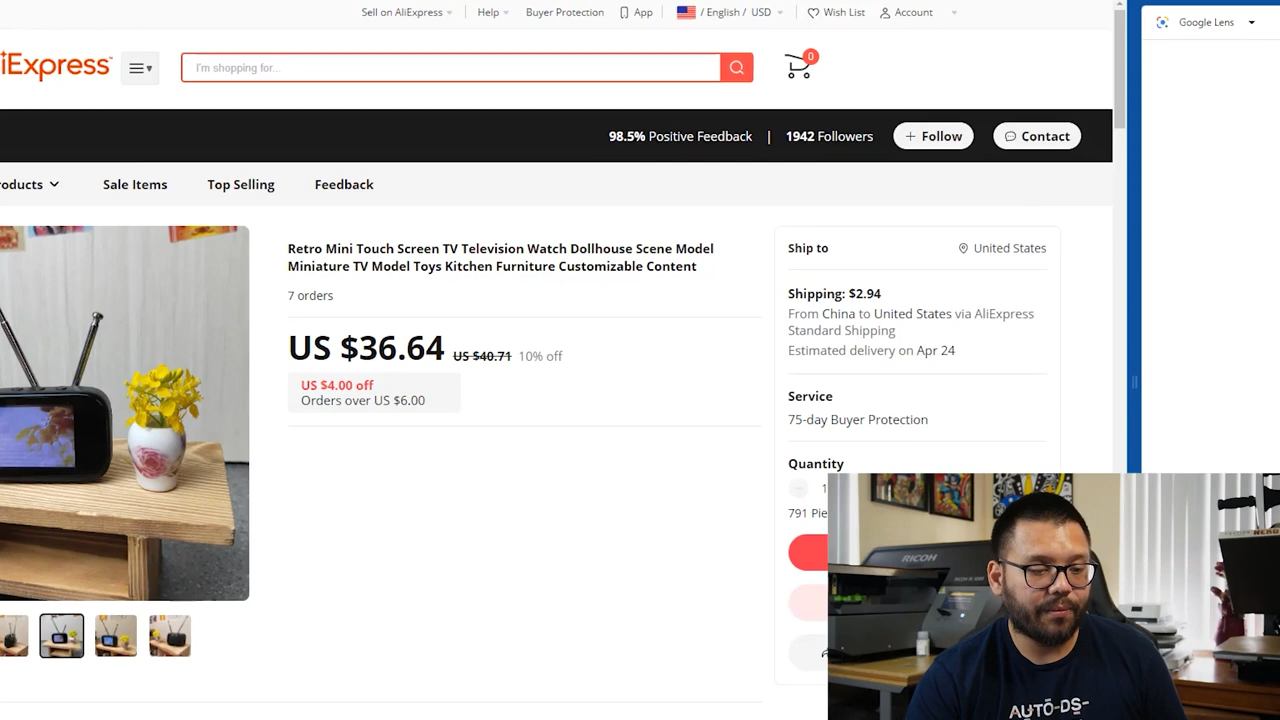 Sell on AliExpress
Help
Buyer Protection
App
/ English / USD
Wish List
Account
iExpress
I'm shopping for...
0
98.5% Positive Feedback | 1942 Followers
+ Follow
Contact
Sale Items
Top Selling
Feedback
Retro Mini Touch Screen TV Television Watch Dollhouse Scene Model
Miniature TV Model Toys Kitchen Furniture Customizable Content
7 orders
US $36.64 US $40.71 10% off
US $4.00 off
Orders over US $6.00
Ship to
United States
Shipping: $2.94
From China to United States via AliExpress
Standard Shipping
Estimated delivery on Apr 24
Service
75-day Buyer Protection
Quantity
1
791 Pie
Google Lens
RICOH
AUTO-DS-